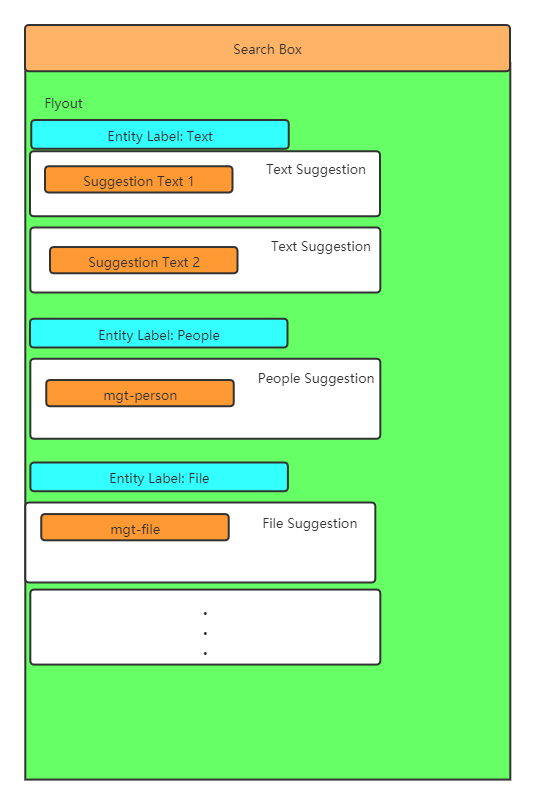 Search Box
Flyout
Entity Label: Text
Text Suggestion
Suggestion Text 1
Text Suggestion
Suggestion Text 2
Entity Label: People
People Suggestion
mgt-person
Entity Label: File
File Suggestion
mgt-file
.
.
.